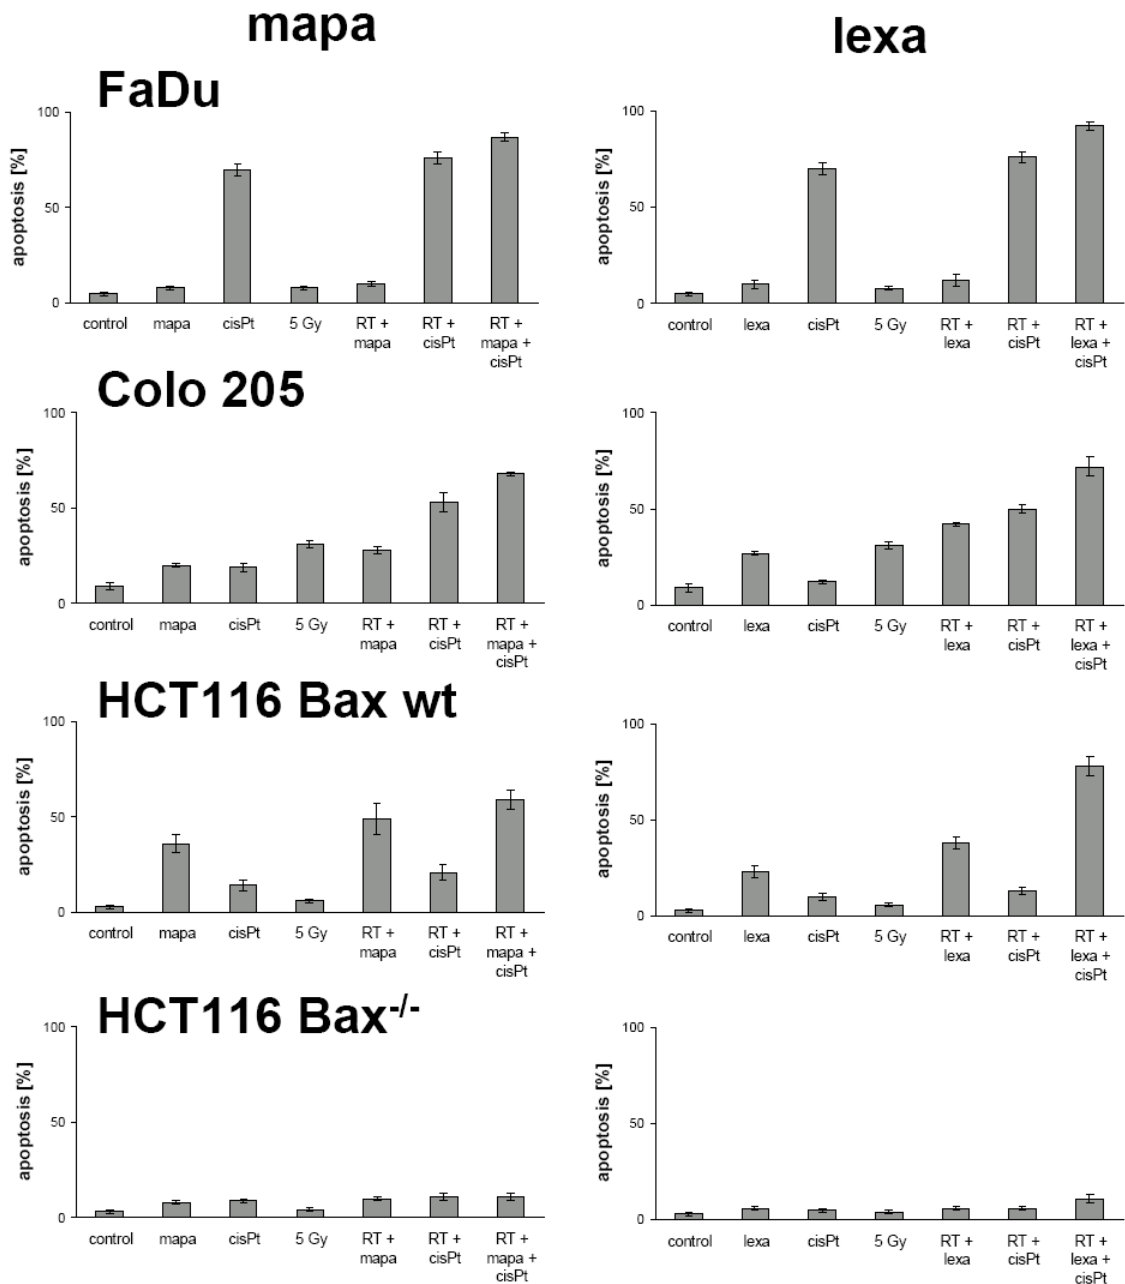 mapa
lexa
FaDu
apoptosis [%]
100
50
0
control mapa cisPt 5 Gy RT + mapa RT + cisPt RT + mapa + cisPt
apoptosis [%]
100
50
0
control lexa cisPt 5 Gy RT + lexa RT + cisPt RT + lexa + cisPt
Colo 205
apoptosis [%]
100
50
0
control mapa cisPt 5 Gy RT + mapa RT + cisPt RT + mapa + cisPt
apoptosis [%]
100
50
0
control lexa cisPt 5 Gy RT + lexa RT + cisPt RT + lexa + cisPt
HCT116 Bax wt
apoptosis [%]
100
50
0
control mapa cisPt 5 Gy RT + mapa RT + cisPt RT + mapa + cisPt
apoptosis [%]
100
50
0
control lexa cisPt 5 Gy RT + lexa RT + cisPt RT + lexa + cisPt
HCT116 Bax-/-
apoptosis [%]
100
50
0
control mapa cisPt 5 Gy RT + mapa RT + cisPt RT + mapa + cisPt
apoptosis [%]
100
50
0
control lexa cisPt 5 Gy RT + lexa RT + cisPt RT + lexa + cisPt